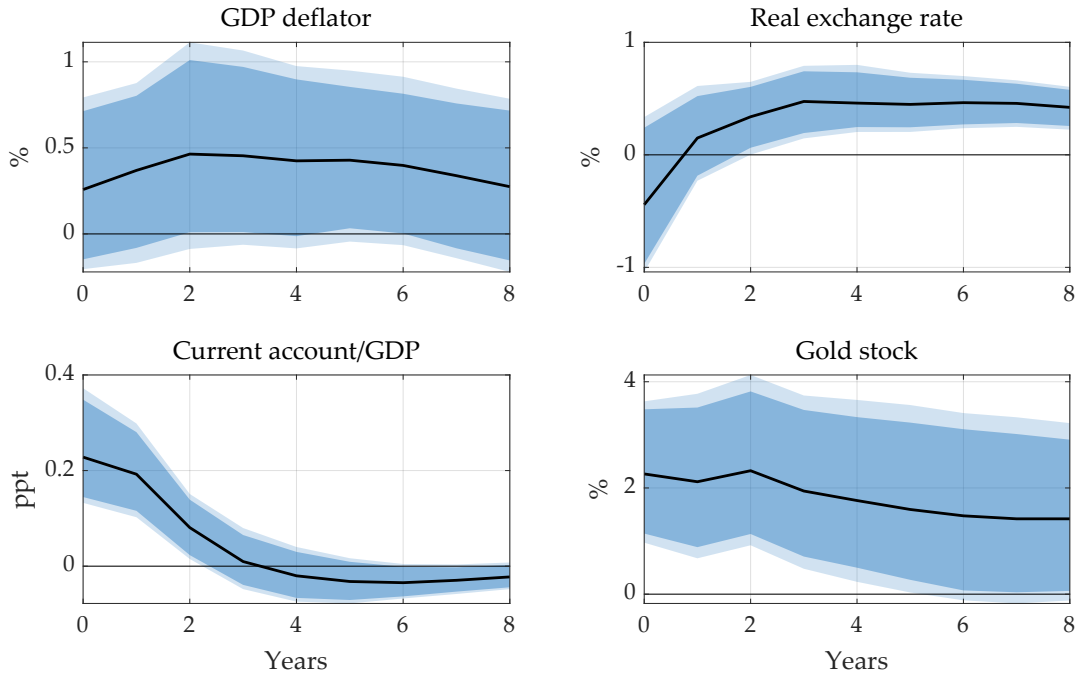 GDP deflator
%
1
0.5
0
0 2 4 6 8
Real exchange rate
%
1
0
-1
0 2 4 6 8
Current account/GDP
ppt
0.4
0.2
0
0 2 4 6 8
Years
Gold stock
%
4
2
0
0 2 4 6 8
Years